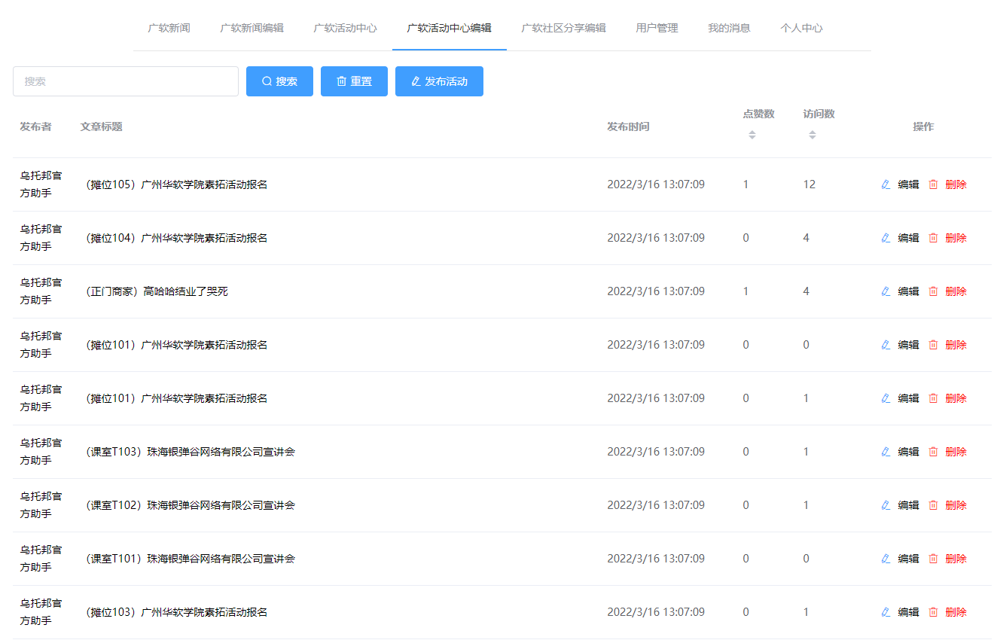 广软新闻 广软新闻编辑 广软活动中心 广软活动中心编辑 广软社区分享编辑 用户管理 我的消息 个人中心
搜索 搜索 重置 发布活动
发布者 文章标题 发布时间 点赞数 访问数 操作
乌托邦官方助手 （摊位105）广州华软学院素拓活动报名 2022/3/16 13:07:09 1 12 编辑 删除
乌托邦官方助手 （摊位104）广州华软学院素拓活动报名 2022/3/16 13:07:09 0 4 编辑 删除
乌托邦官方助手 （正门商家）高哈哈结业了哭死 2022/3/16 13:07:09 1 4 编辑 删除
乌托邦官方助手 （摊位101）广州华软学院素拓活动报名 2022/3/16 13:07:09 0 0 编辑 删除
乌托邦官方助手 （摊位101）广州华软学院素拓活动报名 2022/3/16 13:07:09 0 1 编辑 删除
乌托邦官方助手 （课室T103）珠海银弹谷网络有限公司宣讲会 2022/3/16 13:07:09 0 1 编辑 删除
乌托邦官方助手 （课室T102）珠海银弹谷网络有限公司宣讲会 2022/3/16 13:07:09 0 1 编辑 删除
乌托邦官方助手 （课室T101）珠海银弹谷网络有限公司宣讲会 2022/3/16 13:07:09 0 0 编辑 删除
乌托邦官方助手 （摊位103）广州华软学院素拓活动报名 2022/3/16 13:07:09 0 1 编辑 删除